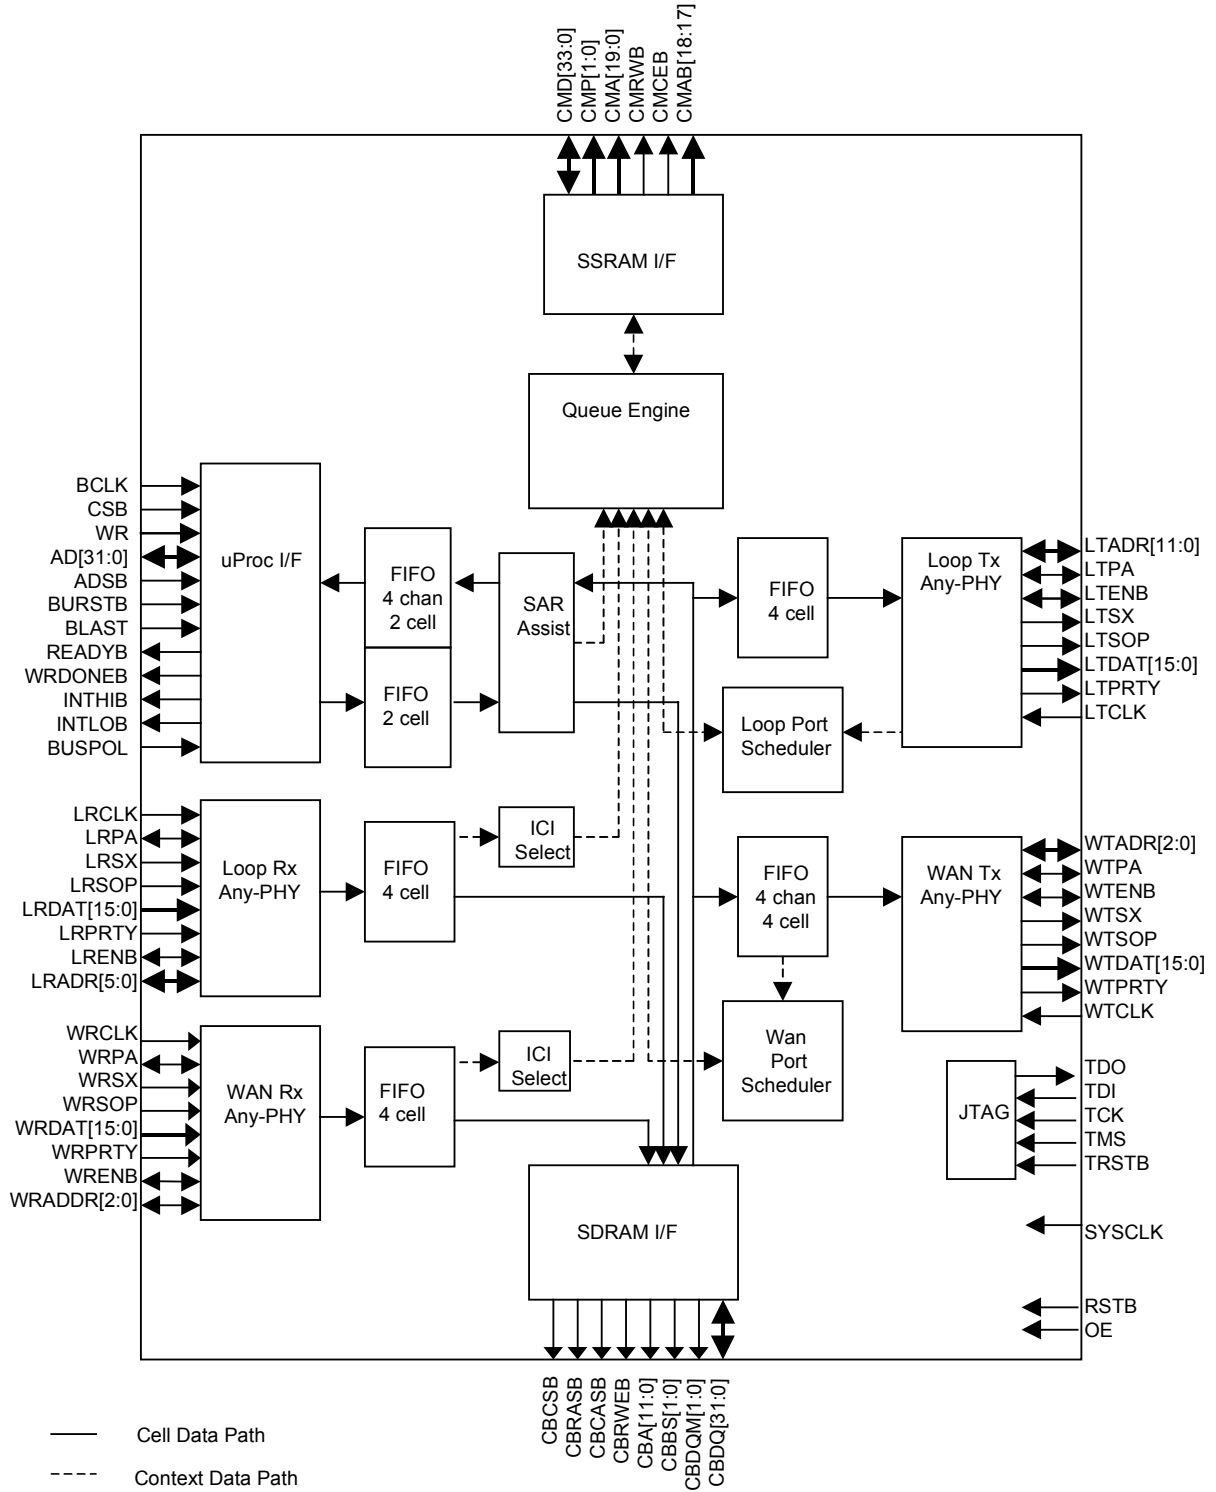 CMD[33:0]
CMP[1:0]
CMA[19:0]
CMRWB
CMCEB
CMAB[18:17]
SSRAM I/F
Queue Engine
BCLK
CSB
WR
AD[31:0]
ADSB
BURSTB
BLAST
READYB
WRDONEB
INTHIB
INTLOB
BUSPOL
uProc I/F
FIFO
4 chan
2 cell
FIFO
2 cell
SAR
Assist
FIFO
4 cell
Loop Tx
Any-PHY
LTADR[11:0]
LTPA
LTENB
LTSX
LTSOP
LTDAT[15:0]
LTPRTY
LTCLK
Loop Port
Scheduler
LRCLK
LRPA
LRSX
LRSOP
LRDAT[15:0]
LRPRTY
LRENB
LRADR[5:0]
Loop Rx
Any-PHY
FIFO
4 cell
ICI
Select
FIFO
4 chan
4 cell
WAN Tx
Any-PHY
WTADR[2:0]
WTPA
WTENB
WTSX
WTSOP
WTDAT[15:0]
WTPRTY
WTCLK
WRCLK
WRPA
WRSX
WRSOP
WRDAT[15:0]
WRPRTY
WRENB
WRADDR[2:0]
WAN Rx
Any-PHY
FIFO
4 cell
ICI
Select
Wan
Port
Scheduler
JTAG
TDO
TDI
TCK
TMS
TRSTB
SYSCLK
RSTB
OE
SDRAM I/F
CBCSB
CBRASB
CBCASB
CBRWEB
CBA[11:0]
CBBS[1:0]
CBDQM[1:0]
CBDQ[31:0]
Cell Data Path
Context Data Path